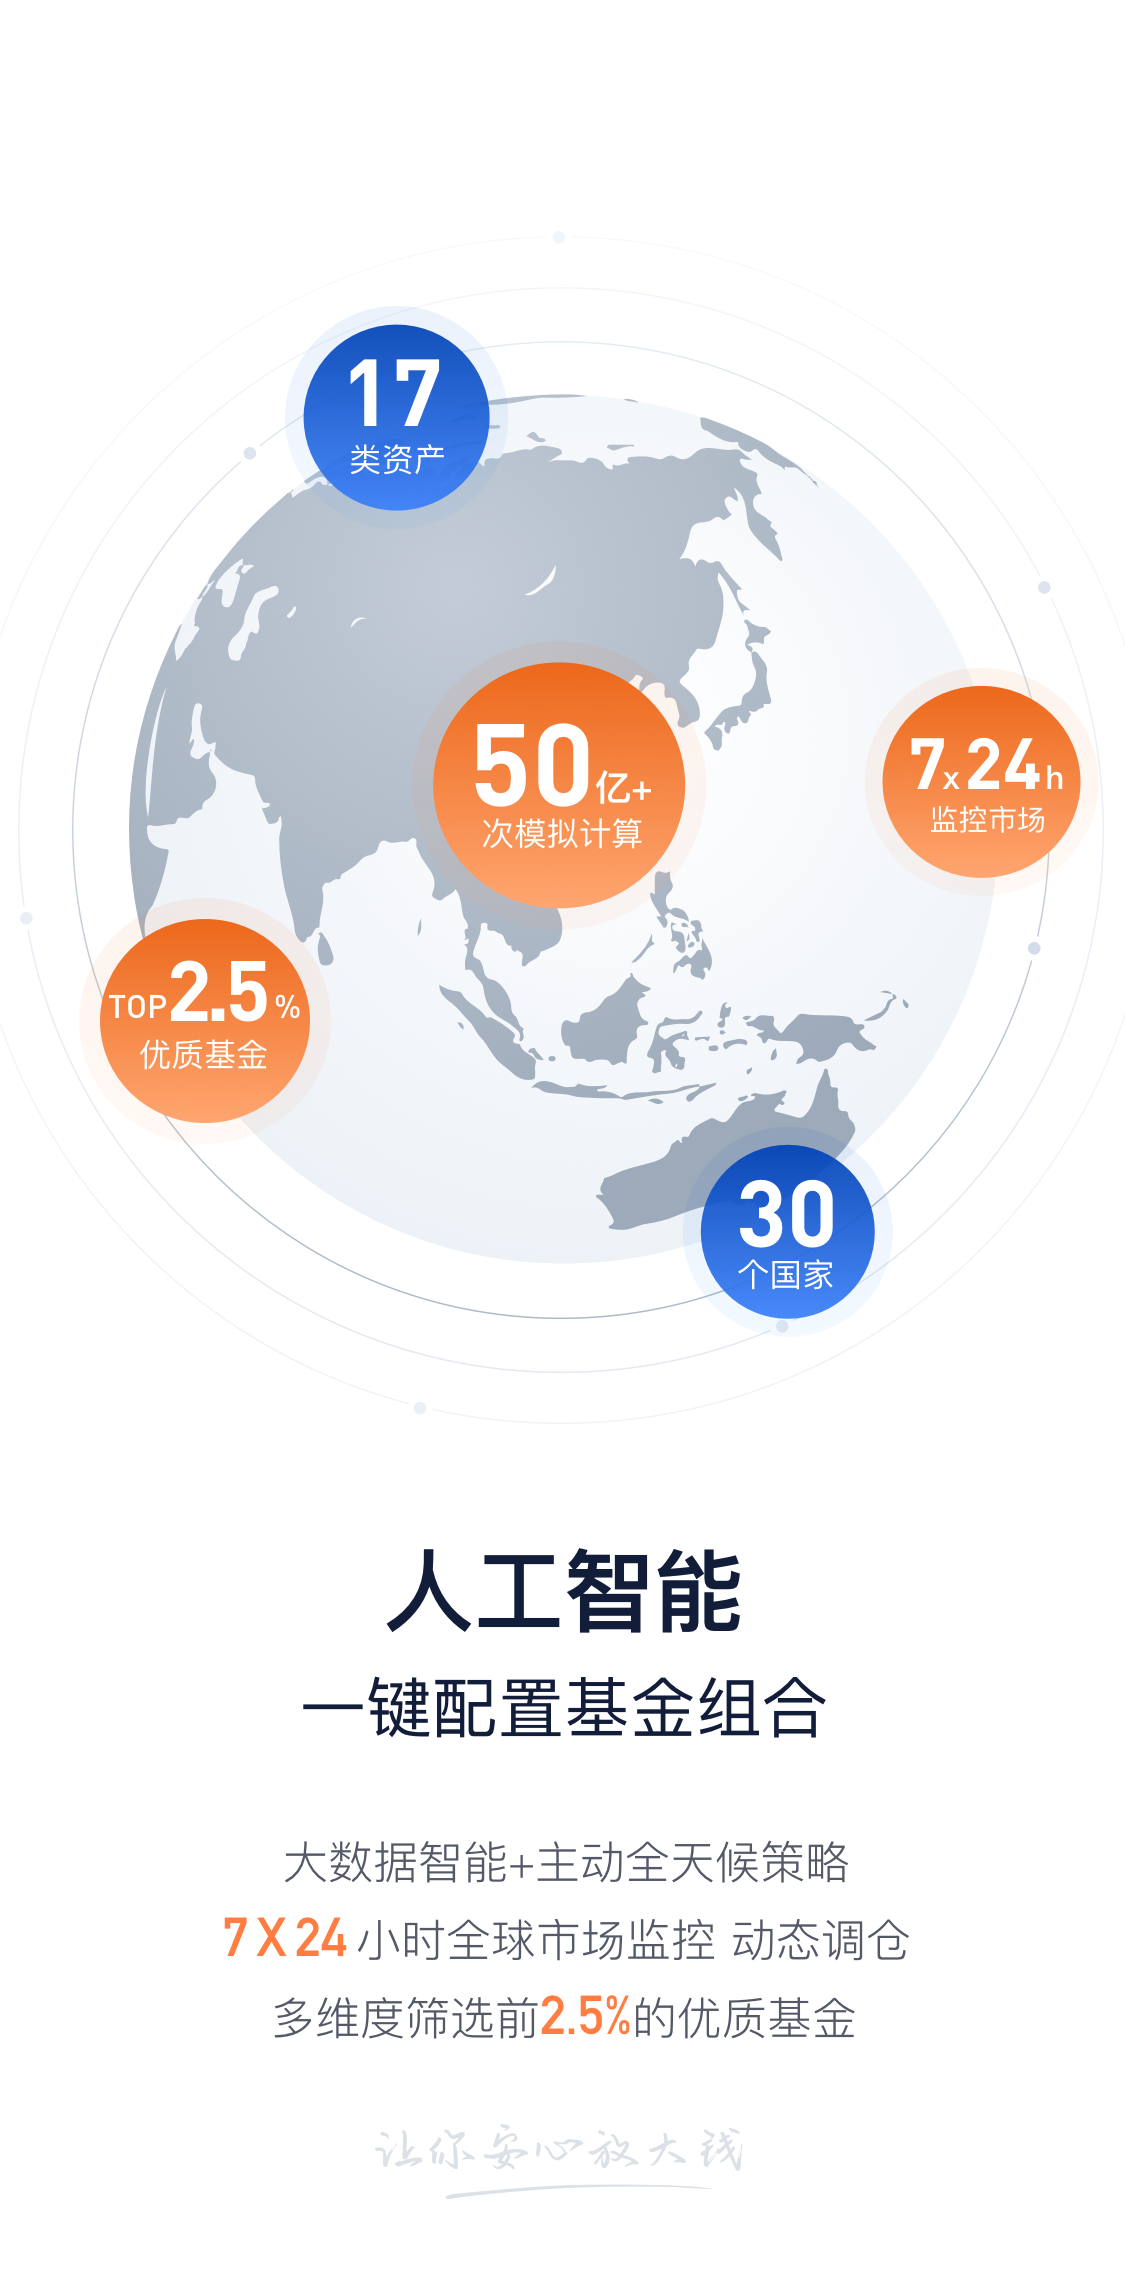 17
类资产
50亿+
次模拟计算
7x24h
监控市场
TOP2.5%
优质基金
30
个国家
人工智能
一键配置基金组合
大数据智能+主动全天候策略
7 X 24 小时全球市场监控 动态调仓
多维度筛选前2.5%的优质基金
让你安心放大钱